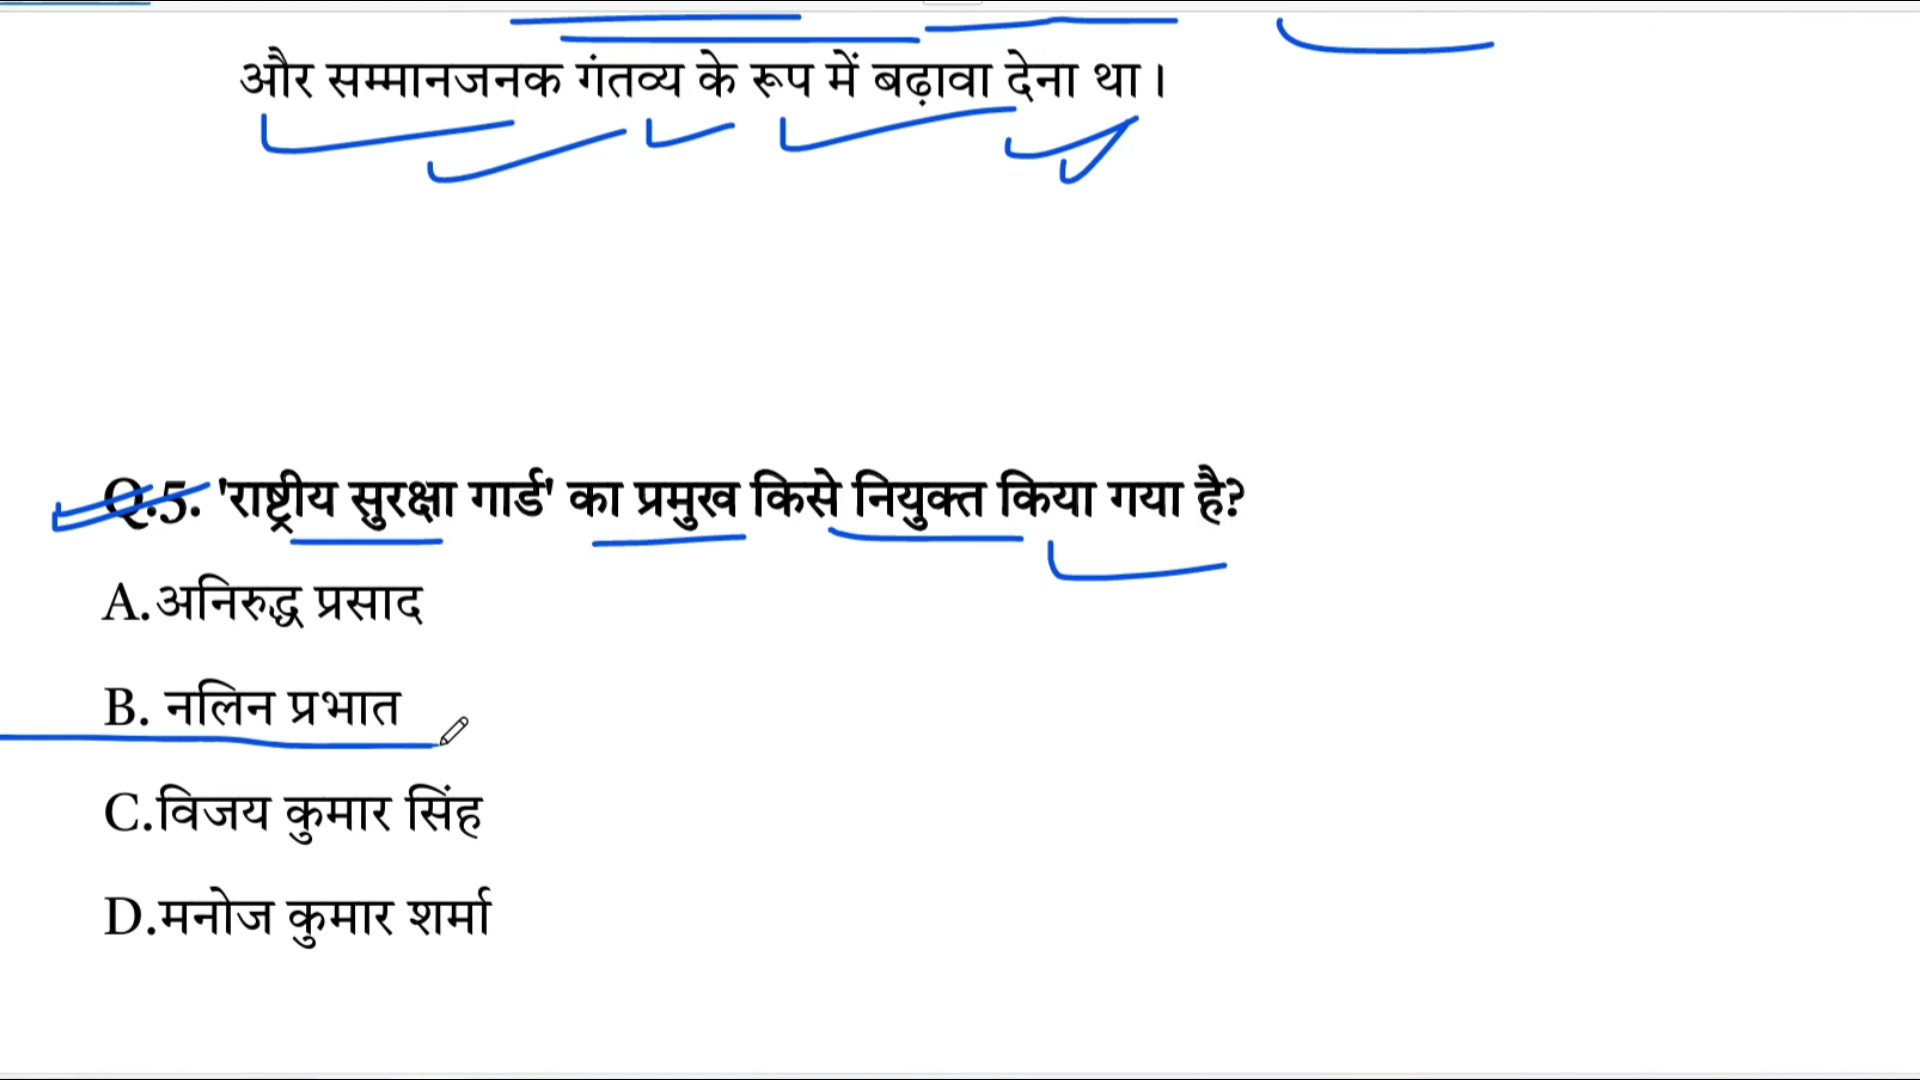 और सम्मानजनक गंतव्य के रूप में बढ़ावा देना था।
Q.5. 'राष्ट्रीय सुरक्षा गार्ड' का प्रमुख किसे नियुक्त किया गया है?
A.अनिरुद्ध प्रसाद
B. नलिन प्रभात
C.विजय कुमार सिंह
D.मनोज कुमार शर्मा